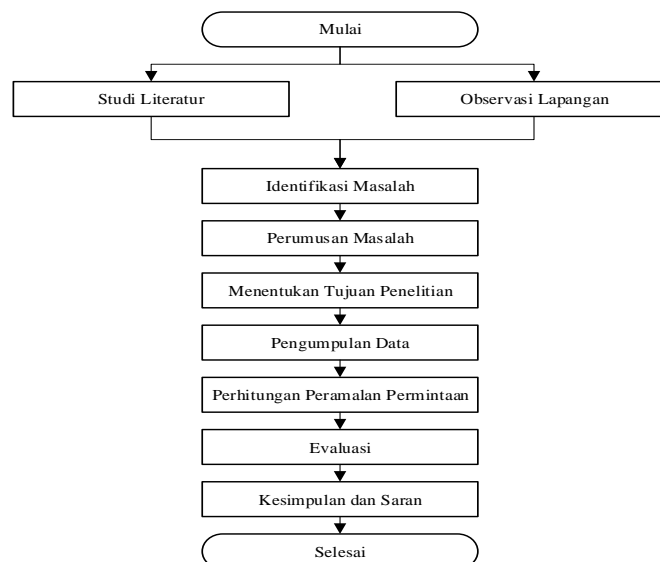 Mulai
Studi Literatur
Observasi Lapangan
Identifikasi Masalah
Perumusan Masalah
Menentukan Tujuan Penelitian
Pengumpulan Data
Perhitungan Peramalan Permintaan
Evaluasi
Kesimpulan dan Saran
Selesai